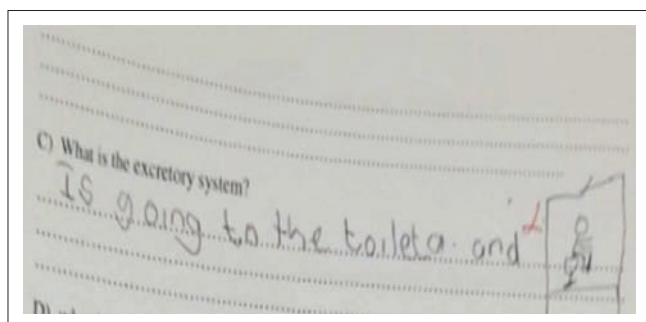 C) What is the excretory system?
Is going to the toileta. and